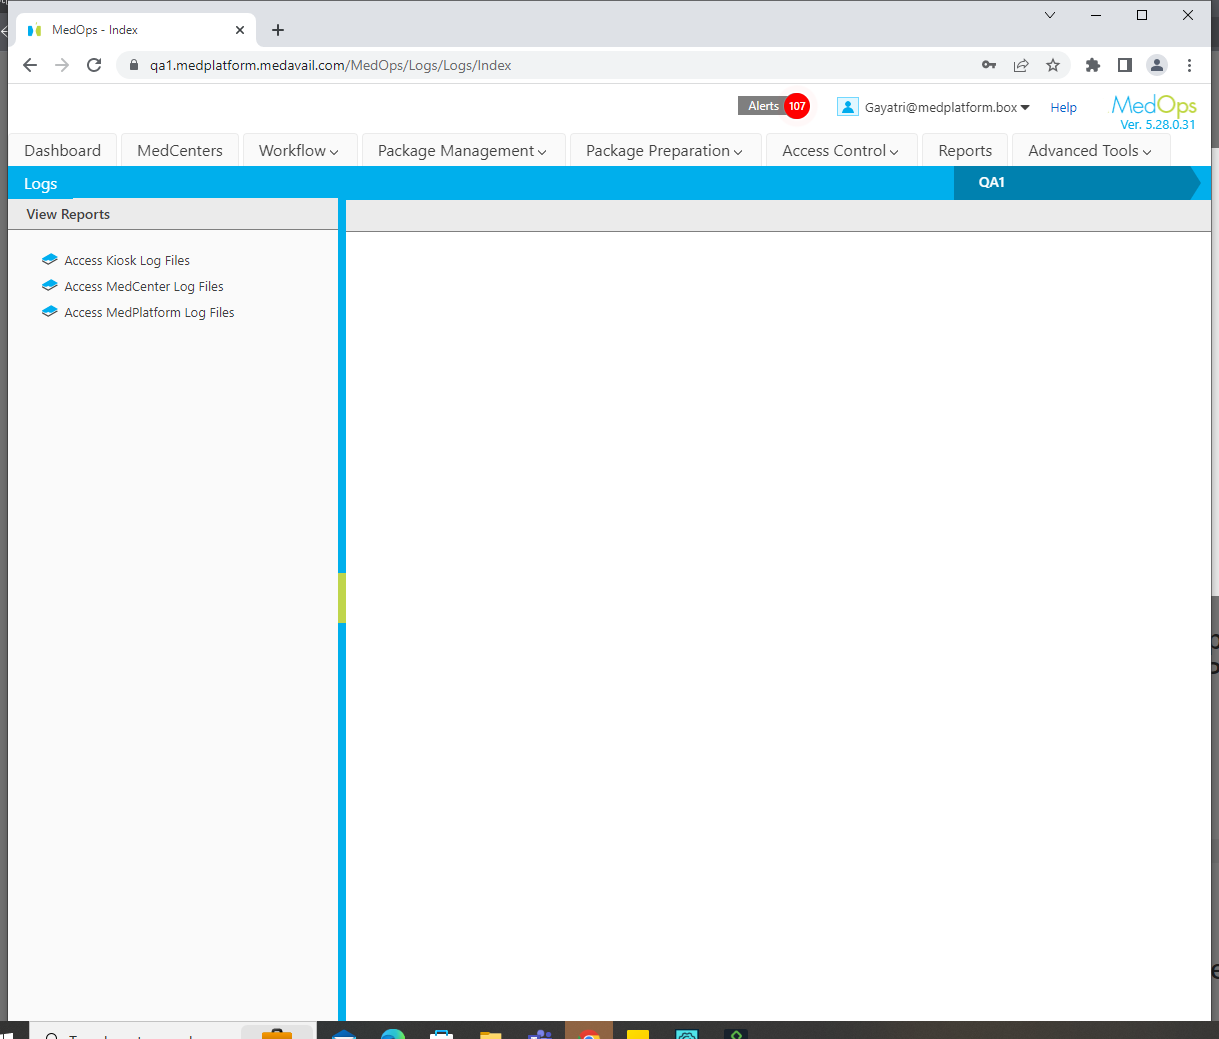 MedOps - Index
qa1.medplatform.medavail.com/MedOps/Logs/Logs/Index
Alerts 107
Gayatri@medplatform.box
Help
MedOps
Ver. 5.28.0.31
Dashboard MedCenters Workflow Package Management Package Preparation Access Control Reports Advanced Tools
Logs
QA1
View Reports
Access Kiosk Log Files
Access MedCenter Log Files
Access MedPlatform Log Files